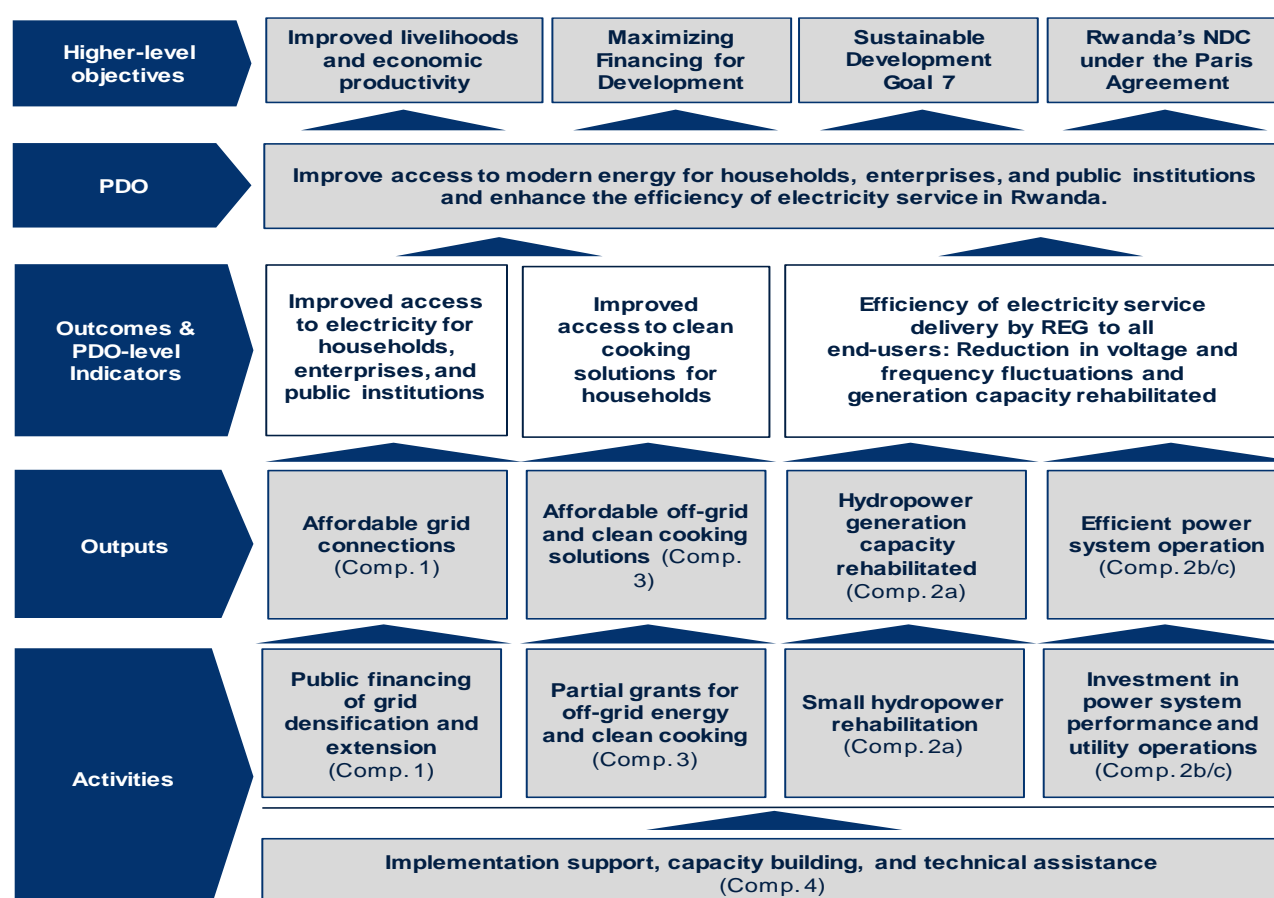 Higher-level
objectives
Improved livelihoods
and economic
productivity
Maximizing
Financing for
Development
Sustainable
Development
Goal 7
Rwanda's NDC
under the Paris
Agreement
PDO
Improve access to modern energy for households, enterprises, and public institutions
and enhance the efficiency of electricity service in Rwanda.
Outcomes &
PDO-level
Indicators
Improved access
to electricity for
households,
enterprises, and
public institutions
Improved
access to clean
cooking
solutions for
households
Efficiency of electricity service
delivery by REG to all
end-users: Reduction in voltage and
frequency fluctuations and
generation capacity rehabilitated
Outputs
Affordable grid
connections
(Comp. 1)
Affordable off-grid
and clean cooking
solutions (Comp.
3)
Hydropower
generation
capacity
rehabilitated
(Comp. 2a)
Efficient power
system operation
(Comp. 2b/c)
Activities
Public financing
of grid
densification and
extension
(Comp. 1)
Partial grants for
off-grid energy
and clean cooking
(Comp. 3)
Small hydropower
rehabilitation
(Comp. 2a)
Investment in
power system
performance and
utility operations
(Comp. 2b/c)
Implementation support, capacity building, and technical assistance
(Comp. 4)